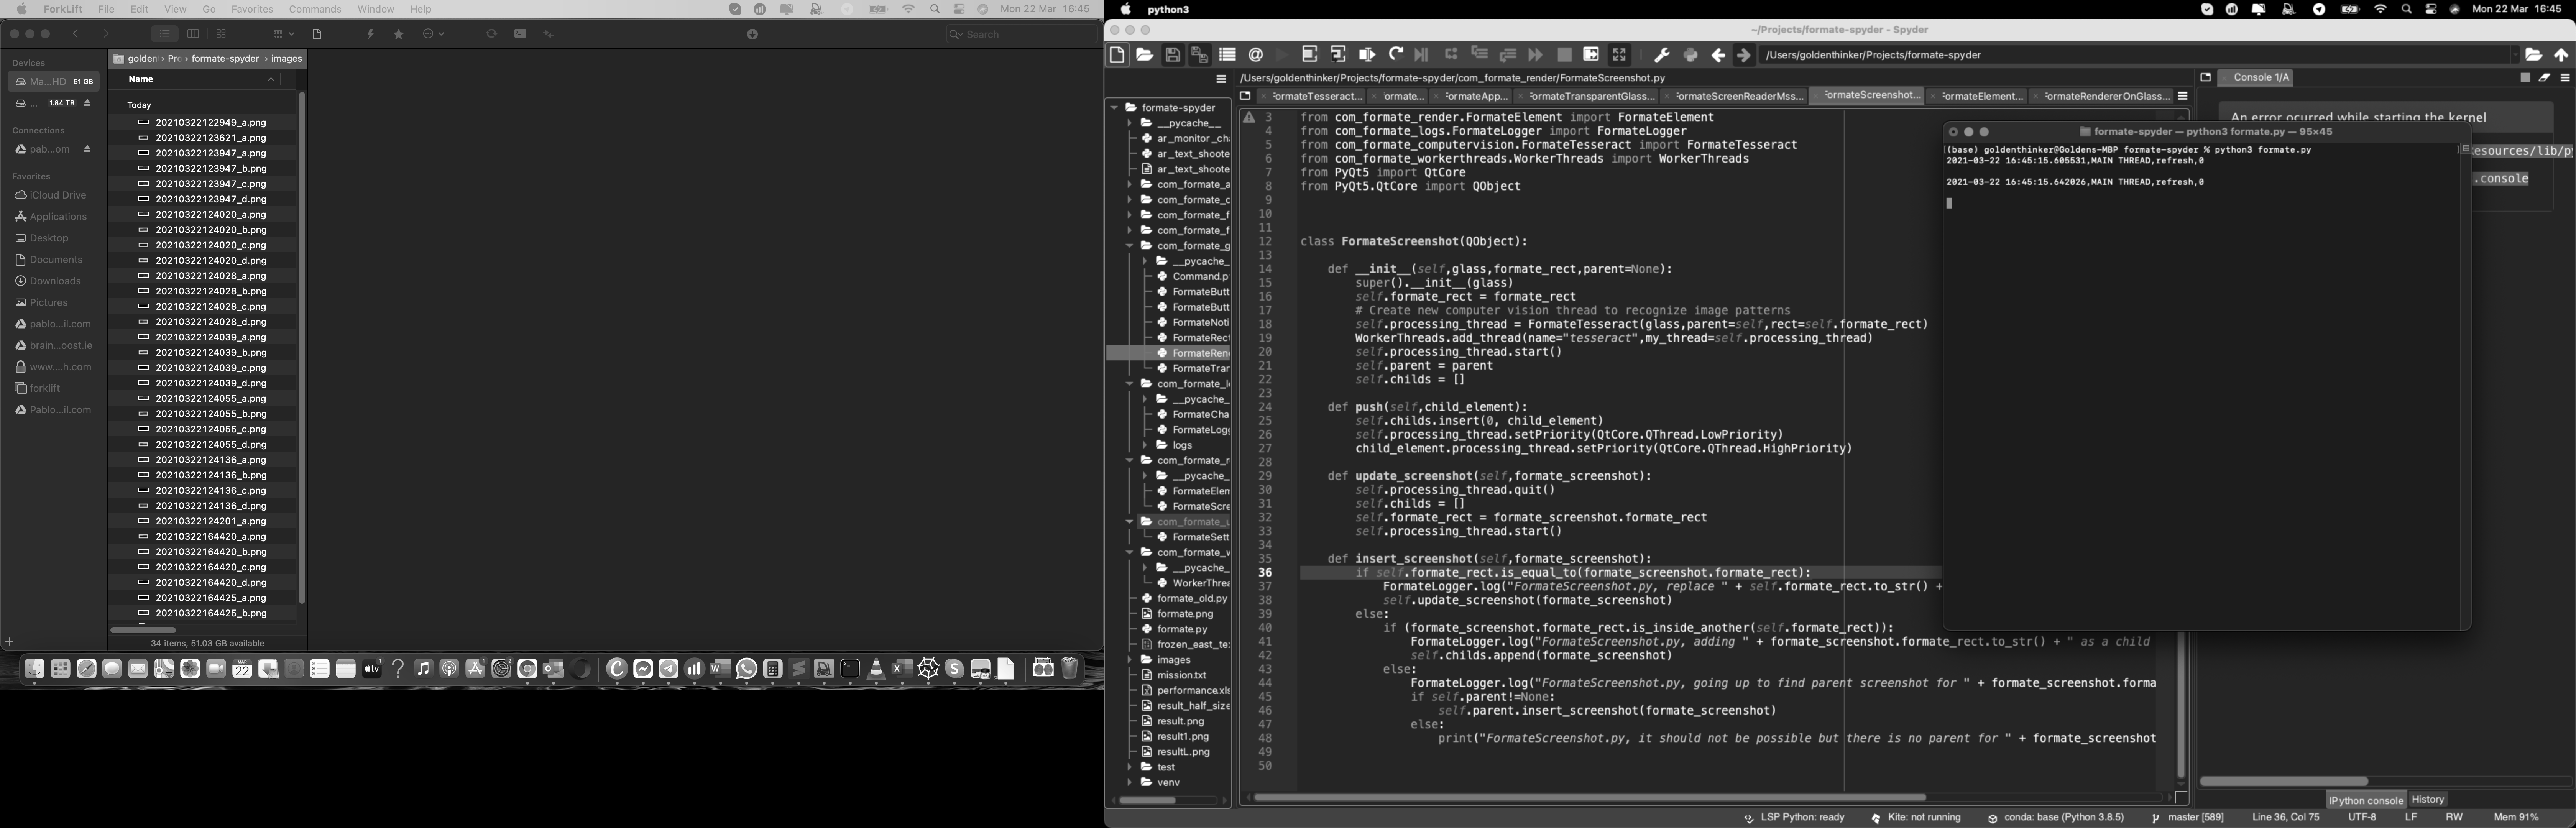 ForkLift File Edit View Go Favorites Commands Window Help Mon 22 Mar 16:45
Search
Devices
Ma...HD 51 GB
... 1.84 TB
Connections
pab...om
Favorites
iCloud Drive
Applications
Desktop
Documents
Downloads
Pictures
pablo...il.com
brain...oost.ie
www....h.com
forklift
Pablo...il.com
golden › Pro › formate-spyder › images
Name
Today
20210322122949_a.png
20210322123621_a.png
20210322123947_a.png
20210322123947_b.png
20210322123947_c.png
20210322123947_d.png
20210322124020_a.png
20210322124020_b.png
20210322124020_c.png
20210322124020_d.png
20210322124028_a.png
20210322124028_b.png
20210322124028_c.png
20210322124028_d.png
20210322124039_a.png
20210322124039_b.png
20210322124039_c.png
20210322124039_d.png
20210322124055_a.png
20210322124055_b.png
20210322124055_c.png
20210322124055_d.png
20210322124136_a.png
20210322124136_b.png
20210322124136_c.png
20210322124136_d.png
20210322124201_a.png
20210322164420_a.png
20210322164420_b.png
20210322164420_c.png
20210322164420_d.png
20210322164425_a.png
20210322164425_b.png
34 items, 51.03 GB available
python3 Mon 22 Mar 16:45
~/Projects/formate-spyder - Spyder
/Users/goldenthinker/Projects/formate-spyder
/Users/goldenthinker/Projects/formate-spyder/com_formate_render/FormateScreenshot.py
formate-spyder
__pycache__
ar_monitor_ch
ar_text_shoote
ar_text_shoote
com_formate_a
com_formate_c
com_formate_f
com_formate_f
com_formate_g
__pycache_
Command.p
FormateButt
FormateButt
FormateNoti
FormateRect
FormateRen
FormateTrar
com_formate_lo
__pycache_
FormateCha
FormateLogg
logs
com_formate_r
__pycache_
FormateElem
FormateScre
com_formate_u
FormateSett
com_formate_w
__pycache_
WorkerThrea
formate_old.py
formate.png
formate.py
frozen_east_te
images
mission.txt
performance.xls
result_half_size
result.png
result1.png
resultL.png
test
venv
ormateTesseract... ormate... ormateApp... ormateTransparentGlass... ormateScreenReaderMss... ormateScreenshot... ormateElement... ormateRendererOnGlass...
3 from com_formate_render.FormateElement import FormateElement
4 from com_formate_logs.FormateLogger import FormateLogger
5 from com_formate_computervision.FormateTesseract import FormateTesseract
6 from com_formate_workerthreads.WorkerThreads import WorkerThreads
7 from PyQt5 import QtCore
8 from PyQt5.QtCore import QObject
9
10
11
12 class FormateScreenshot(QObject):
13
14 def __init__(self,glass,formate_rect,parent=None):
15 super().__init__(glass)
16 self.formate_rect = formate_rect
17 # Create new computer vision thread to recognize image patterns
18 self.processing_thread = FormateTesseract(glass,parent=self,rect=self.formate_rect)
19 WorkerThreads.add_thread(name="tesseract",my_thread=self.processing_thread)
20 self.processing_thread.start()
21 self.parent = parent
22 self.childs = []
23
24 def push(self,child_element):
25 self.childs.insert(0, child_element)
26 self.processing_thread.setPriority(QtCore.QThread.LowPriority)
27 child_element.processing_thread.setPriority(QtCore.QThread.HighPriority)
28
29 def update_screenshot(self,formate_screenshot):
30 self.processing_thread.quit()
31 self.childs = []
32 self.formate_rect = formate_screenshot.formate_rect
33 self.processing_thread.start()
34
35 def insert_screenshot(self,formate_screenshot):
36 if self.formate_rect.is_equal_to(formate_screenshot.formate_rect):
37 FormateLogger.log("FormateScreenshot.py, replace " + self.formate_rect.to_str() +
38 self.update_screenshot(formate_screenshot)
39 else:
40 if (formate_screenshot.formate_rect.is_inside_another(self.formate_rect)):
41 FormateLogger.log("FormateScreenshot.py, adding " + formate_screenshot.formate_rect.to_str() + " as a child
42 self.childs.append(formate_screenshot)
43 else:
44 FormateLogger.log("FormateScreenshot.py, going up to find parent screenshot for " + formate_screenshot.forma
45 if self.parent!=None:
46 self.parent.insert_screenshot(formate_screenshot)
47 else:
48 print("FormateScreenshot.py, it should not be possible but there is no parent for " + formate_screenshot
49
50
Console 1/A
An error ocurred while starting the kernel
esources/lib/p
.console
formate-spyder — python3 formate.py — 95×45
(base) goldenthinker@Goldens-MBP formate-spyder % python3 formate.py
2021-03-22 16:45:15.605531,MAIN THREAD,refresh,0
2021-03-22 16:45:15.642026,MAIN THREAD,refresh,0
IPython console History
LSP Python: ready Kite: not running conda: base (Python 3.8.5) master [589] Line 36, Col 75 UTF-8 LF RW Mem 91%